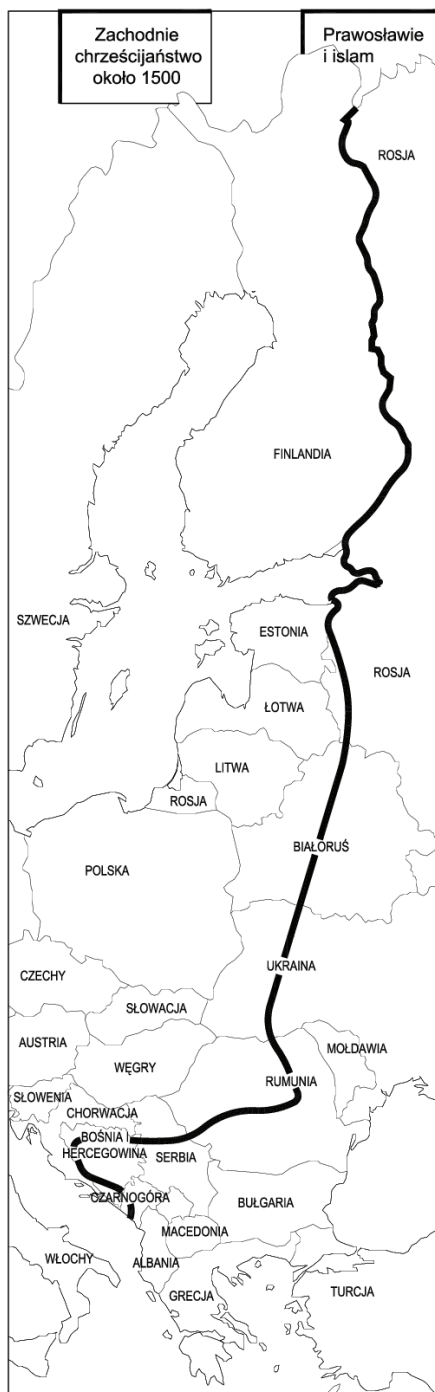 Zachodnie
chrześcijaństwo
około 1500
Prawosławie
i islam
ROSJA
FINLANDIA
SZWECJA
ESTONIA
ROSJA
ŁOTWA
LITWA
ROSJA
BIAŁORUŚ
POLSKA
UKRAINA
CZECHY
SŁOWACJA
AUSTRIA
MOŁDAWIA
WĘGRY
RUMUNIA
SŁOWENIA
CHORWACJA
BOŚNIA I
HERCEGOWINA
SERBIA
CZARNOGÓRA
BUŁGARIA
MACEDONIA
WŁOCHY
ALBANIA
GRECJA
TURCJA